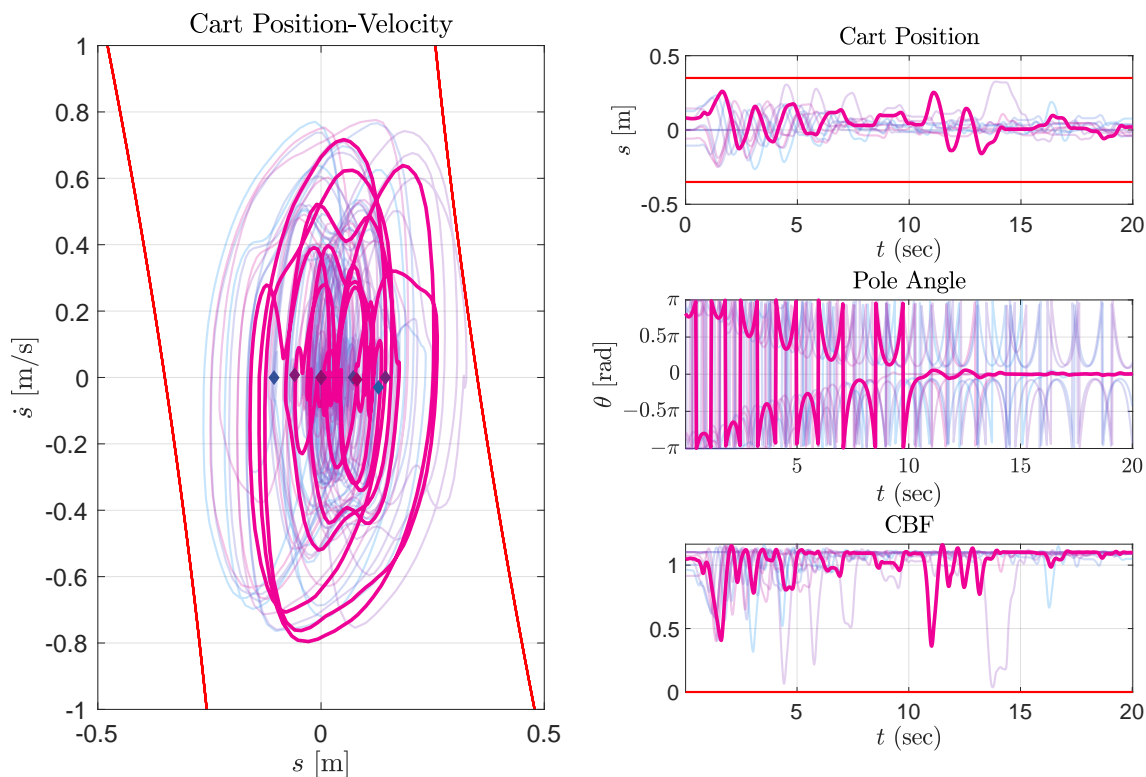 Cart Position-Velocity
1
0.8
0.6
0.4
0.2
0
-0.2
-0.4
-0.6
-0.8
-1
ṡ [m/s]
-0.5
0
0.5
s [m]
Cart Position
0.5
0
-0.5
s [m]
0
5
10
15
20
t (sec)
Pole Angle
π
0.5π
0
−0.5π
−π
θ [rad]
5
10
15
20
t (sec)
CBF
1
0.5
0
5
10
15
20
t (sec)